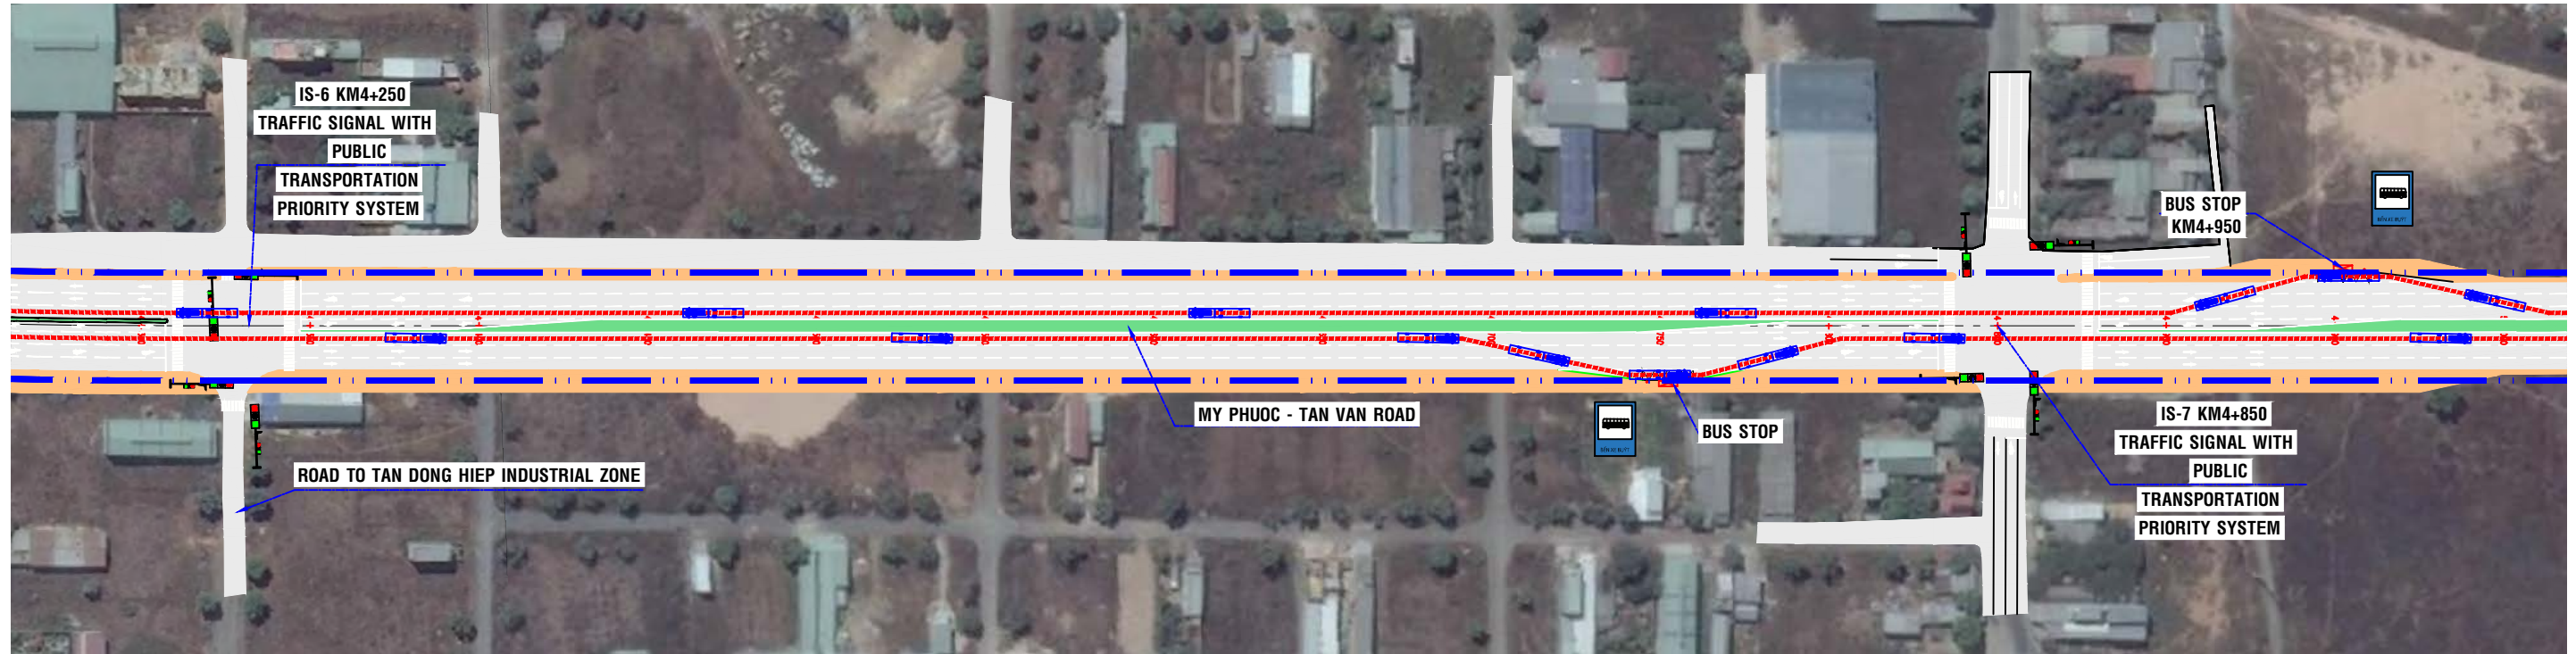 IS-6 KM4+250
TRAFFIC SIGNAL WITH
PUBLIC
TRANSPORTATION
PRIORITY SYSTEM
BUS STOP
KM4+950
MY PHUOC - TAN VAN ROAD
BUS STOP
ROAD TO TAN DONG HIEP INDUSTRIAL ZONE
IS-7 KM4+850
TRAFFIC SIGNAL WITH
PUBLIC
TRANSPORTATION
PRIORITY SYSTEM